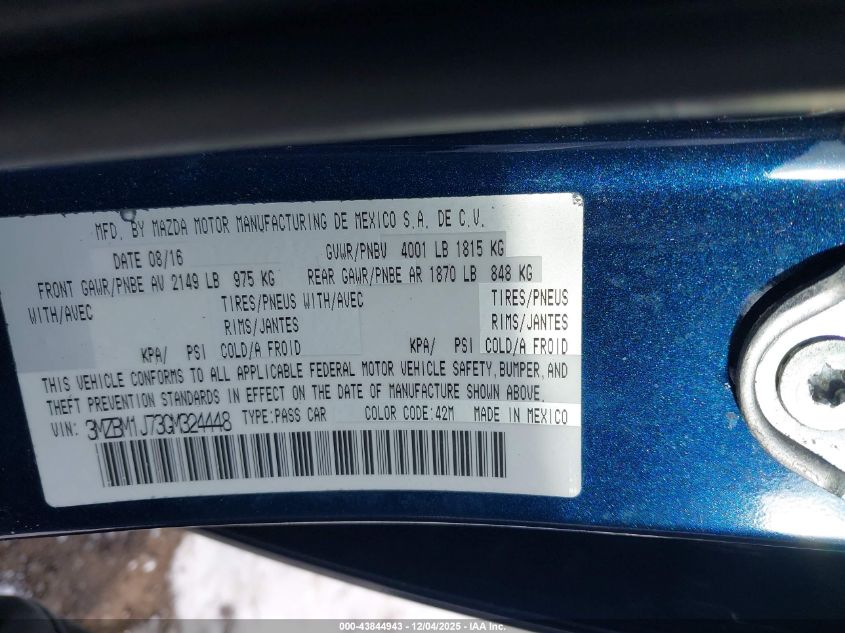 MFD. BY MAZDA MOTOR MANUFACTURING DE MEXICO S.A. DE C.V.
DATE 08/16 GVWR/PNBV 4001 LB 1815 KG
FRONT GAWR/PNBE AV 2149 LB 975 KG REAR GAWR/PNBE AR 1870 LB 848 KG
WITH/AVEC TIRES/PNEUS WITH/AVEC TIRES/PNEUS
RIMS/JANTES RIMS/JANTES
KPA/ PSI COLD/A FROID KPA/ PSI COLD/A FROID
THIS VEHICLE CONFORMS TO ALL APPLICABLE FEDERAL MOTOR VEHICLE SAFETY, BUMPER, AND
THEFT PREVENTION STANDARDS IN EFFECT ON THE DATE OF MANUFACTURE SHOWN ABOVE.
VIN: 3MZBM1J73GM324448 TYPE:PASS CAR COLOR CODE:42M MADE IN MEXICO
000-43844943 - 12/04/2025 - IAA Inc.